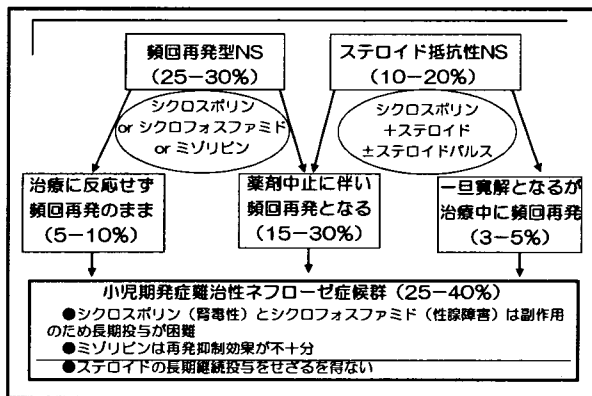 頻回再発型NS
(25-30%)
ステロイド抵抗性NS
(10-20%)
シクロスポリン
or シクロフォスファミド
or ミゾリビン
シクロスポリン
+ステロイド
±ステロイドパルス
治療に反応せず
頻回再発のまま
(5-10%)
薬剤中止に伴い
頻回再発となる
(15-30%)
一旦寛解となるが
治療中に頻回再発
(3-5%)
小児期発症難治性ネフローゼ症候群(25-40%)
●シクロスポリン(腎毒性)とシクロフォスファミド(性腺障害)は副作用
のため長期投与が困難
●ミゾリビンは再発抑制効果が不十分
●ステロイドの長期継続投与をせざるを得ない